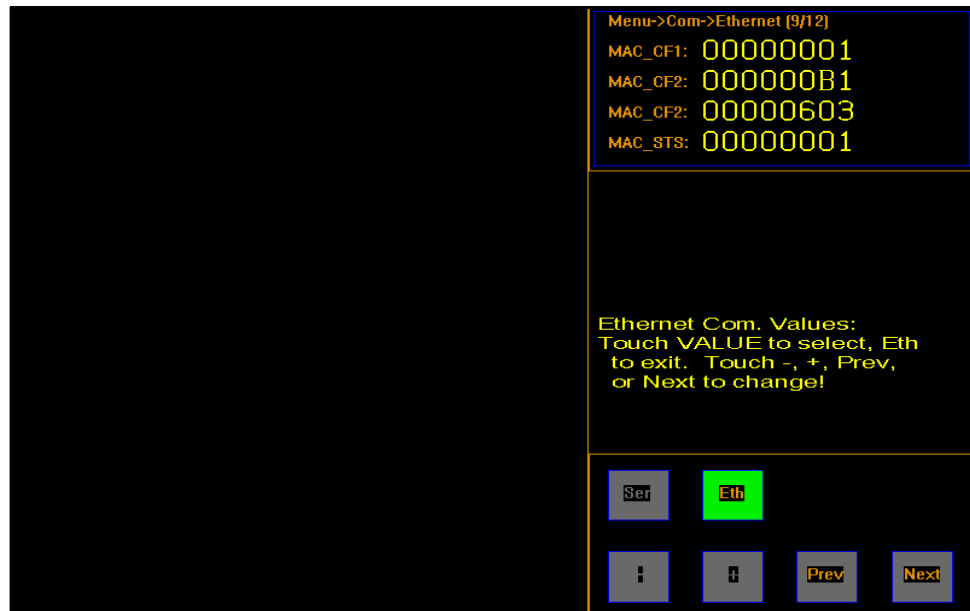 Menu->Com->Ethernet (9/12)
MAC_CF1: 00000001
MAC_CF2: 000000B1
MAC_CF2: 00000603
MAC_STS: 00000001
Ethernet Com. Values:
Touch VALUE to select, Eth
to exit. Touch -, +, Prev,
or Next to change!
Ser Eth
- + Prev Next